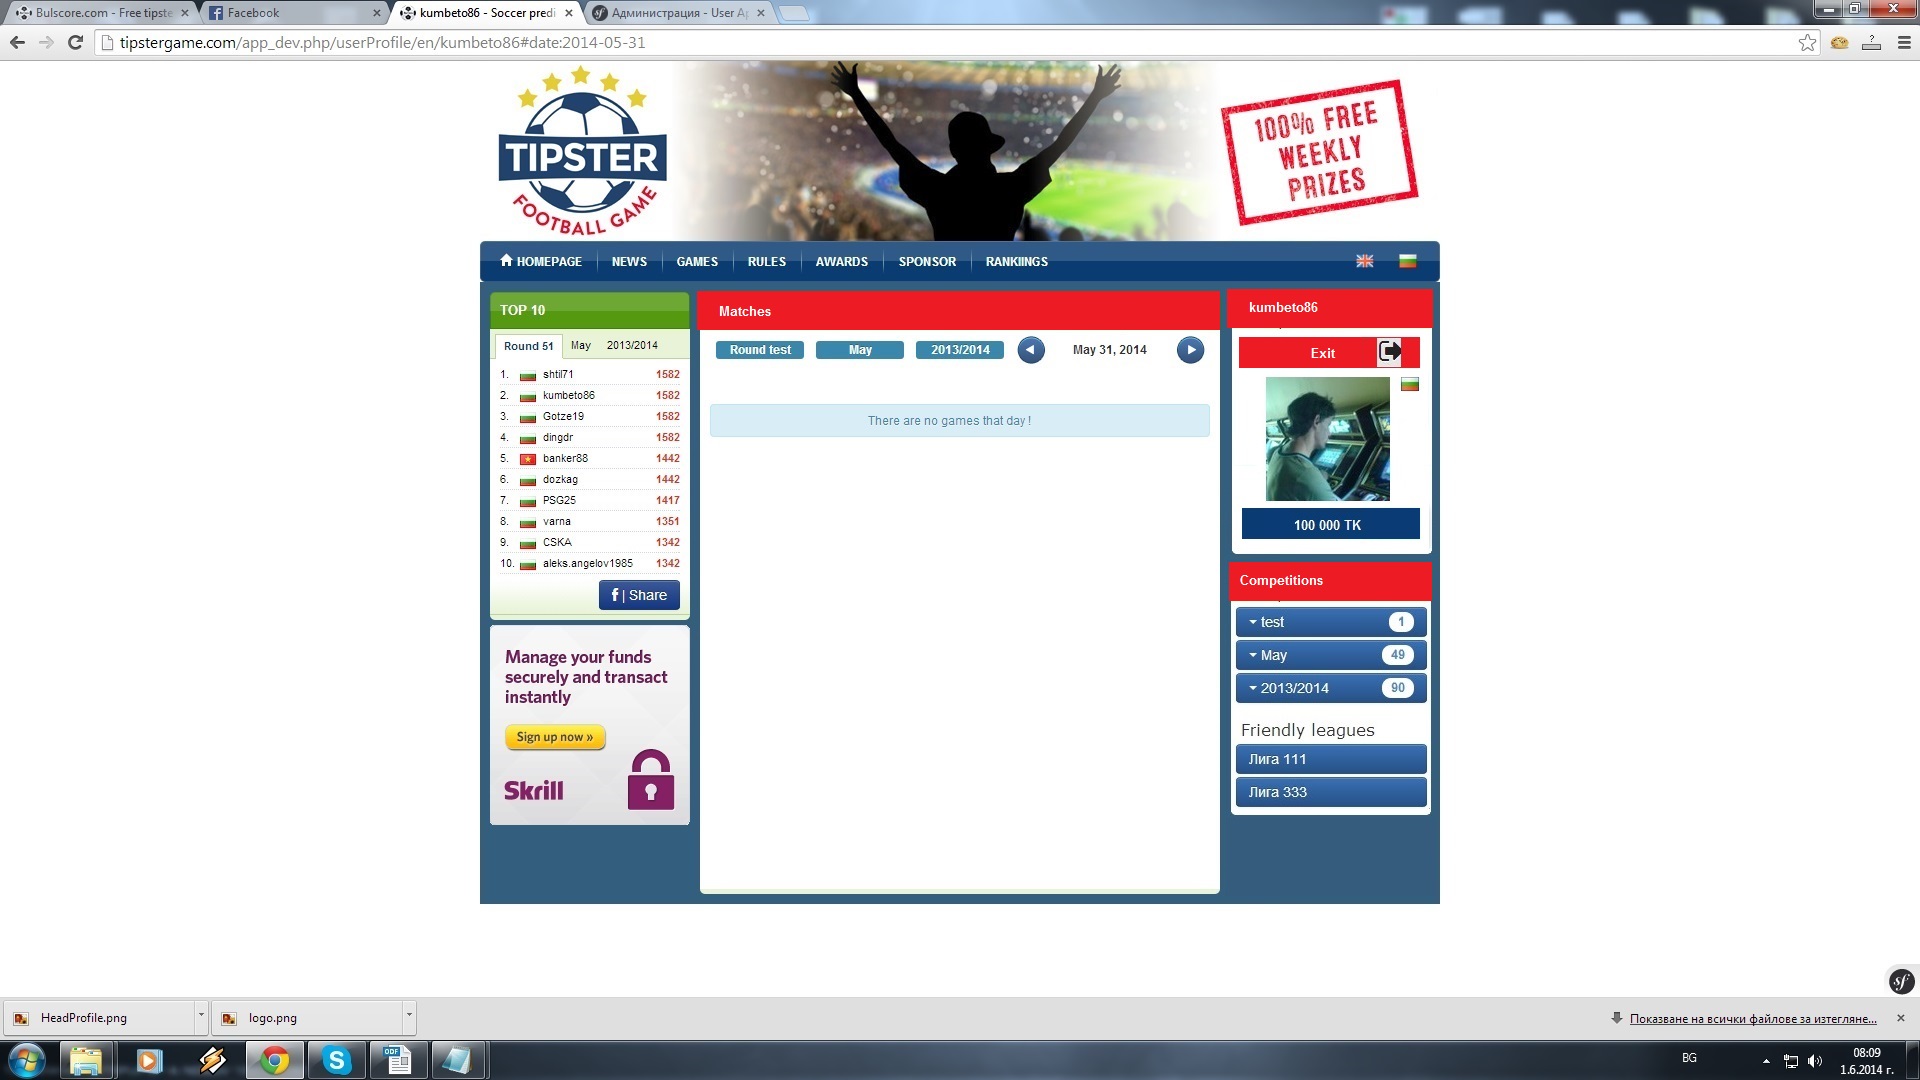 Bulscore.com - Free tipste
Facebook
kumbeto86 - Soccer predi
Администрация - User Ap
tipstergame.com/app_dev.php/userProfile/en/kumbeto86#date:2014-05-31
TIPSTER
FOOTBALL GAME
100% FREE
WEEKLY
PRIZES
HOMEPAGE
NEWS
GAMES
RULES
AWARDS
SPONSOR
RANKIINGS
TOP 10
Round 51
May
2013/2014
1. shtil71 1582
2. kumbeto86 1582
3. Gotze19 1582
4. dingdr 1582
5. banker88 1442
6. dozkag 1442
7. PSG25 1417
8. varna 1351
9. CSKA 1342
10. aleks.angelov1985 1342
f | Share
Manage your funds
securely and transact
instantly
Sign up now »
Skrill
Matches
Round test
May
2013/2014
May 31, 2014
There are no games that day !
kumbeto86
Exit
100 000 TK
Competitions
test 1
May 49
2013/2014 90
Friendly leagues
Лига 111
Лига 333
sf
HeadProfile.png
logo.png
Показване на всички файлове за изтегляне...
ODF
BG
08:09
1.6.2014 г.